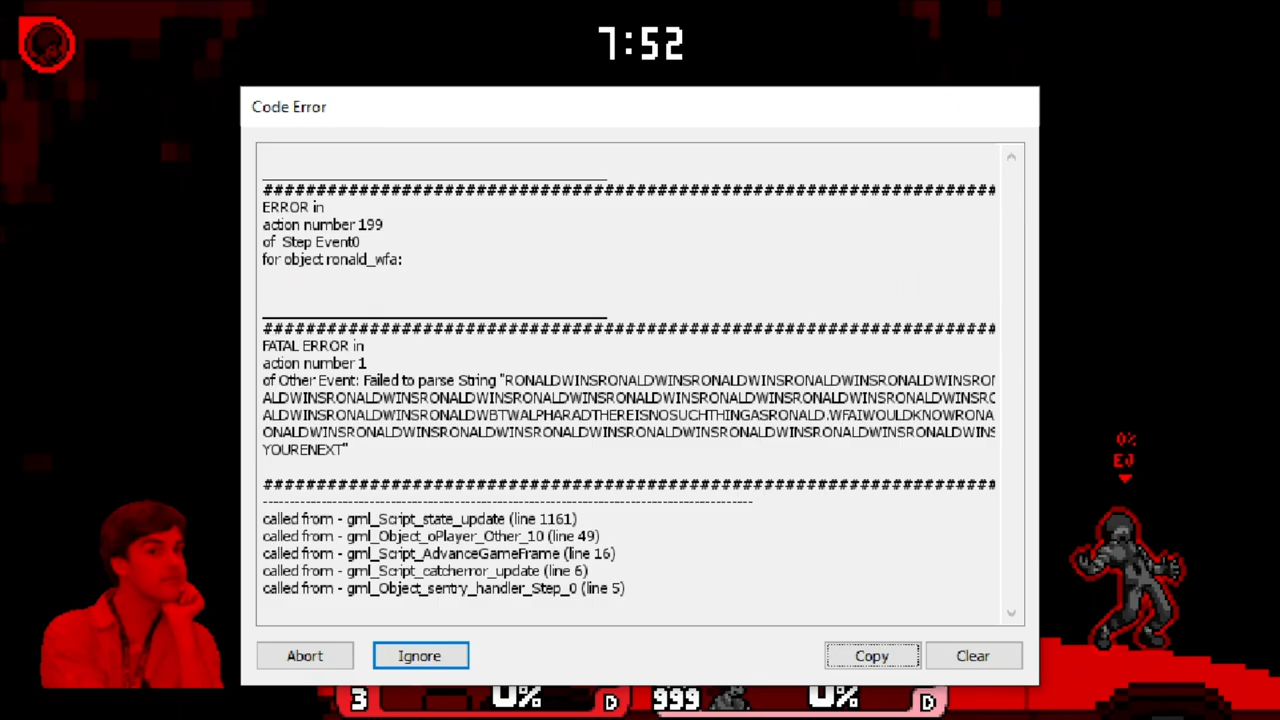 7:52
Code Error
################################################################
ERROR in
action number 199
of Step Event0
for object ronald_wfa:
################################################################
FATAL ERROR in
action number 1
of Other Event: Failed to parse String "RONALDWINSRONALDWINSRONALDWINSRONALDWINSRONALDWINSRON
ALDWINSRONALDWINSRONALDWINSRONALDWINSRONALDWINSRONALDWINSRO
ALDWINSRONALDWINSRONALDWBTWALPHARADTHEREISNOSUCHTHINGASRONALD.WFAIWOULDKNOWRONA
ONALDWINSRONALDWINSRONALDWINSRONALDWINSRONALDWINSRONALDWINSRONALDWINS
YOURENEXT"
################################################################
called from - gml_Script_state_update (line 1161)
called from - gml_Object_oPlayer_Other_10 (line 49)
called from - gml_Script_AdvanceGameFrame (line 16)
called from - gml_Script_catcherror_update (line 6)
called from - gml_Object_sentry_handler_Step_0 (line 5)
Abort Ignore Copy Clear
0%
EJ
3 0% D 999 0% D